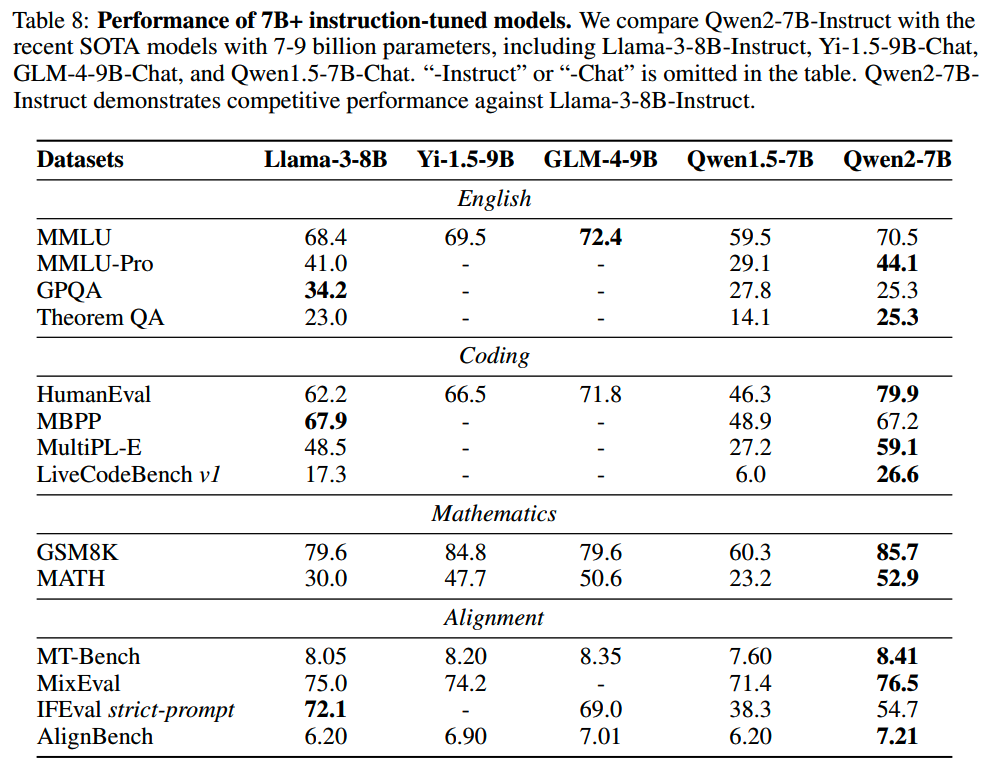 Table 8: Performance of 7B+ instruction-tuned models. We compare Qwen2-7B-Instruct with the
recent SOTA models with 7-9 billion parameters, including Llama-3-8B-Instruct, Yi-1.5-9B-Chat,
GLM-4-9B-Chat, and Qwen1.5-7B-Chat. “-Instruct” or “-Chat” is omitted in the table. Qwen2-7B-
Instruct demonstrates competitive performance against Llama-3-8B-Instruct.
Datasets Llama-3-8B Yi-1.5-9B GLM-4-9B Qwen1.5-7B Qwen2-7B
English
MMLU 68.4 69.5 72.4 59.5 70.5
MMLU-Pro 41.0 - - 29.1 44.1
GPQA 34.2 - - 27.8 25.3
Theorem QA 23.0 - - 14.1 25.3
Coding
HumanEval 62.2 66.5 71.8 46.3 79.9
MBPP 67.9 - - 48.9 67.2
MultiPL-E 48.5 - - 27.2 59.1
LiveCodeBench v1 17.3 - - 6.0 26.6
Mathematics
GSM8K 79.6 84.8 79.6 60.3 85.7
MATH 30.0 47.7 50.6 23.2 52.9
Alignment
MT-Bench 8.05 8.20 8.35 7.60 8.41
MixEval 75.0 74.2 - 71.4 76.5
IFEval strict-prompt 72.1 - 69.0 38.3 54.7
AlignBench 6.20 6.90 7.01 6.20 7.21